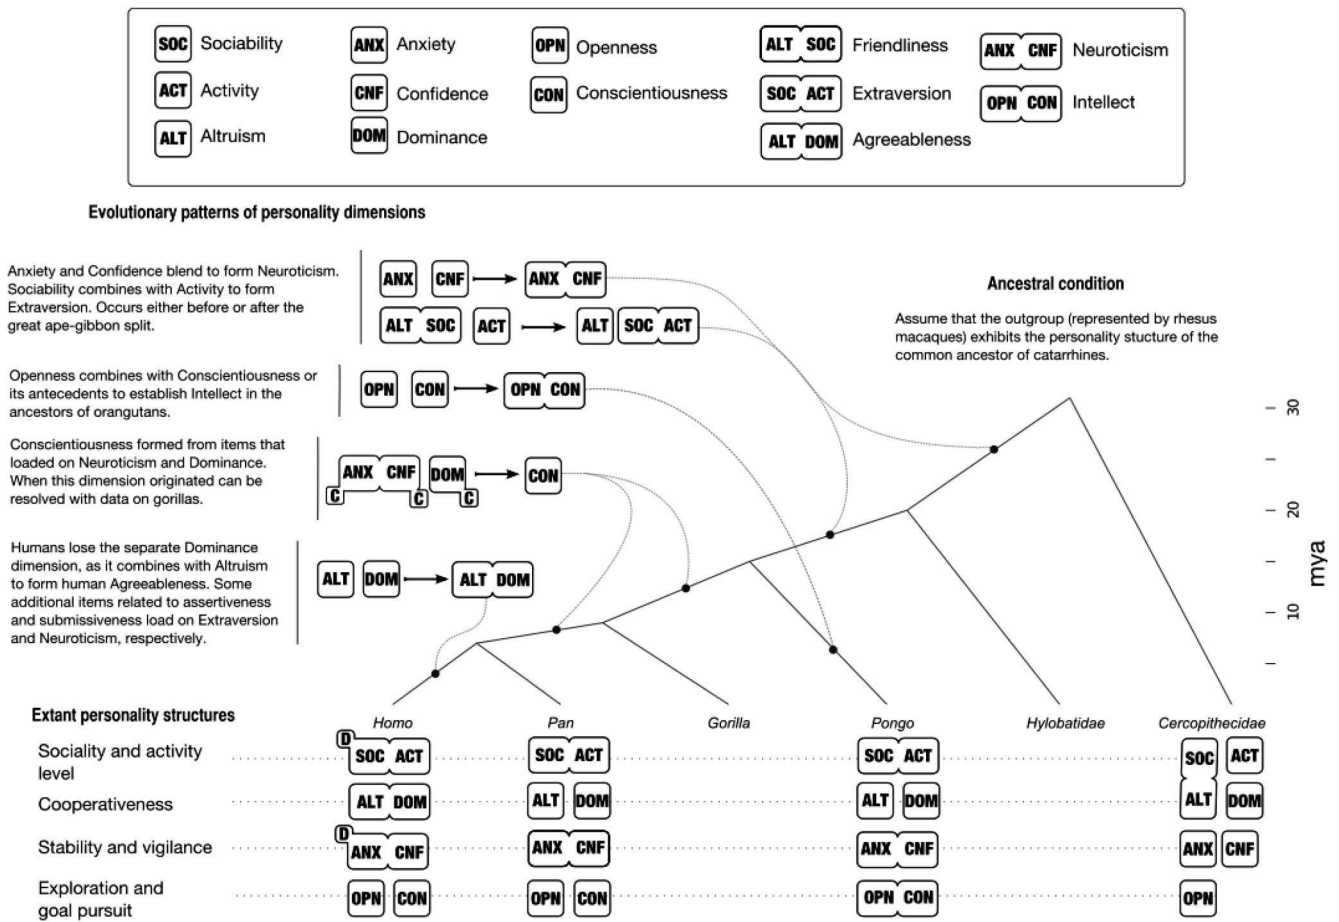 SOC Sociability ANX Anxiety OPN Openness ALT SOC Friendliness ANX CNF Neuroticism
ACT Activity CNF Confidence CON Conscientiousness SOC ACT Extraversion OPN CON Intellect
ALT Altruism DOM Dominance ALT DOM Agreeableness
Evolutionary patterns of personality dimensions
Anxiety and Confidence blend to form Neuroticism.
Sociability combines with Activity to form
Extraversion. Occurs either before or after the
great ape-gibbon split.
ANX CNF ANX CNF
ALT SOC ACT ALT SOC ACT
Ancestral condition
Assume that the outgroup (represented by rhesus
macaques) exhibits the personality stucture of the
common ancestor of catarrhines.
Openness combines with Conscientiousness or
its antecedents to establish Intellect in the
ancestors of orangutans.
OPN CON OPN CON
Conscientiousness formed from items that
loaded on Neuroticism and Dominance.
When this dimension originated can be
resolved with data on gorillas.
ANX CNF DOM CON
C C C
Humans lose the separate Dominance
dimension, as it combines with Altruism
to form human Agreeableness. Some
additional items related to assertiveness
and submissiveness load on Extraversion
and Neuroticism, respectively.
ALT DOM ALT DOM
30
20
10
mya
Extant personality structures
Homo Pan Gorilla Pongo Hylobatidae Cercopithecidae
Sociality and activity
level
D SOC ACT SOC ACT SOC ACT SOC ACT
Cooperativeness ALT DOM ALT DOM ALT DOM ALT DOM
Stability and vigilance D ANX CNF ANX CNF ANX CNF ANX CNF
Exploration and
goal pursuit
OPN CON OPN CON OPN CON OPN